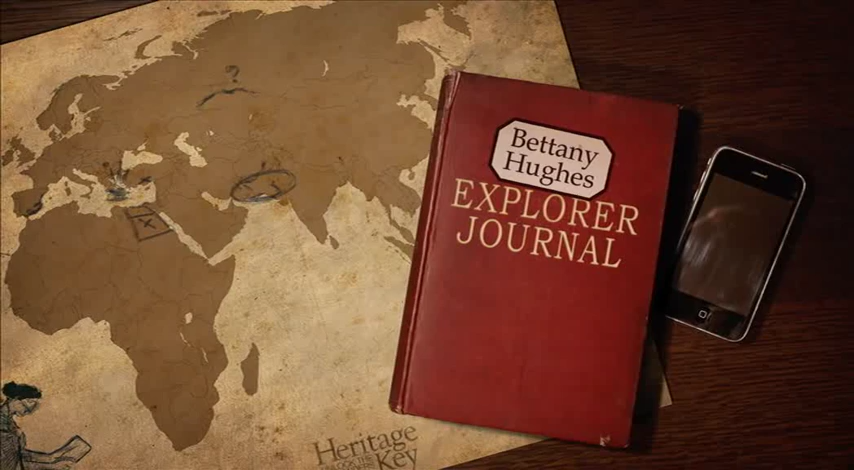 Bettany
Hughes
EXPLORER
JOURNAL
?
X
Heritage
Key